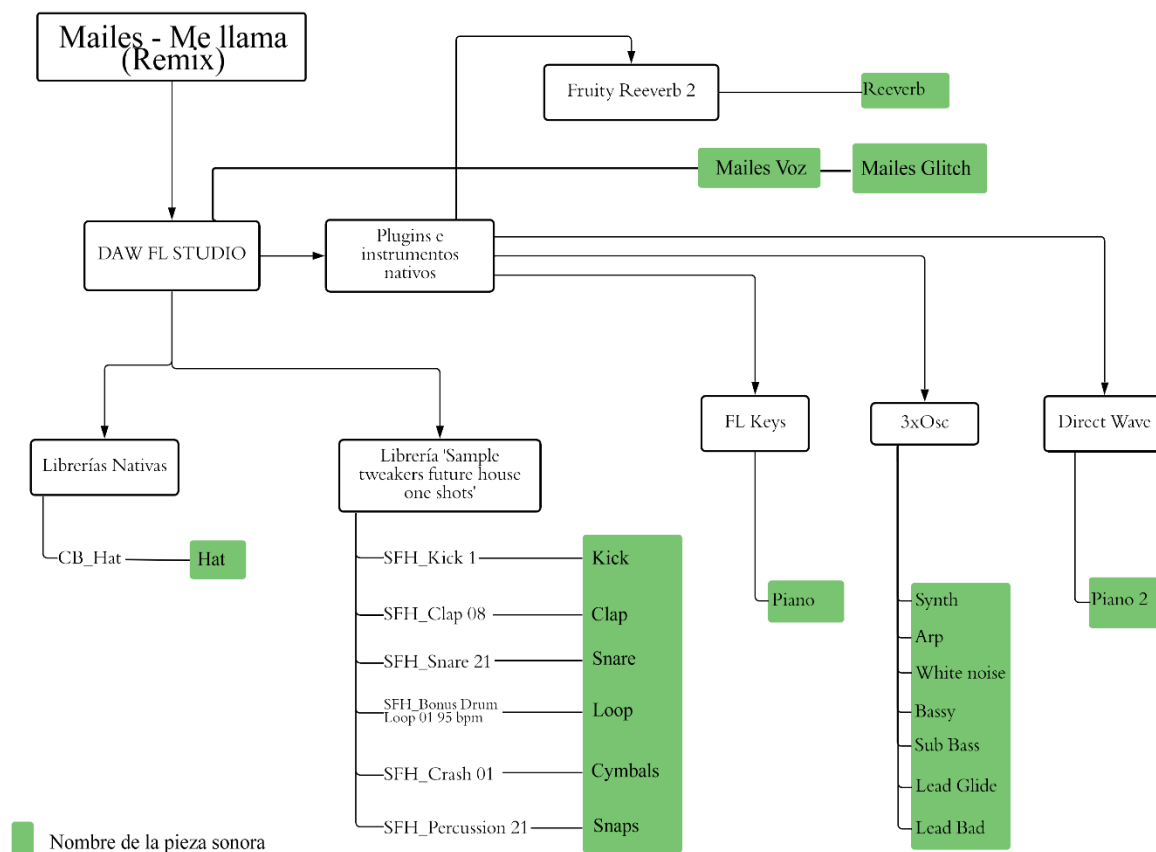 Mailes - Me llama
(Remix)
Fruity Reeverb 2
Reeverb
Mailes Voz
Mailes Glitch
DAW FL STUDIO
Plugins e
instrumentos
nativos
FL Keys
3xOsc
Direct Wave
Librerías Nativas
Librería 'Sample
tweakers future house
one shots'
CB_Hat
Hat
SFH_Kick 1
Kick
SFH_Clap 08
Clap
SFH_Snare 21
Snare
SFH_Bonus Drum
Loop 01 95 bpm
Loop
SFH_Crash 01
Cymbals
SFH_Percussion 21
Snaps
Piano
Synth
Arp
White noise
Bassy
Sub Bass
Lead Glide
Lead Bad
Piano 2
Nombre de la pieza sonora